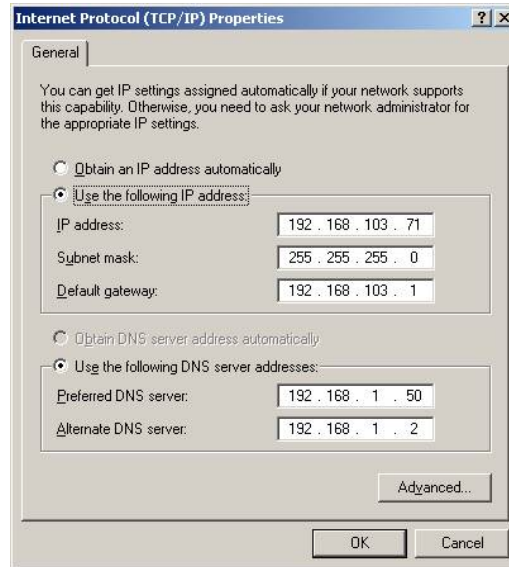 Internet Protocol (TCP/IP) Properties
General
You can get IP settings assigned automatically if your network supports
this capability. Otherwise, you need to ask your network administrator for
the appropriate IP settings.
Obtain an IP address automatically
Use the following IP address:
IP address: 192 . 168 . 103 . 71
Subnet mask: 255 . 255 . 255 . 0
Default gateway: 192 . 168 . 103 . 1
Obtain DNS server address automatically
Use the following DNS server addresses:
Preferred DNS server: 192 . 168 . 1 . 50
Alternate DNS server: 192 . 168 . 1 . 2
Advanced...
OK Cancel